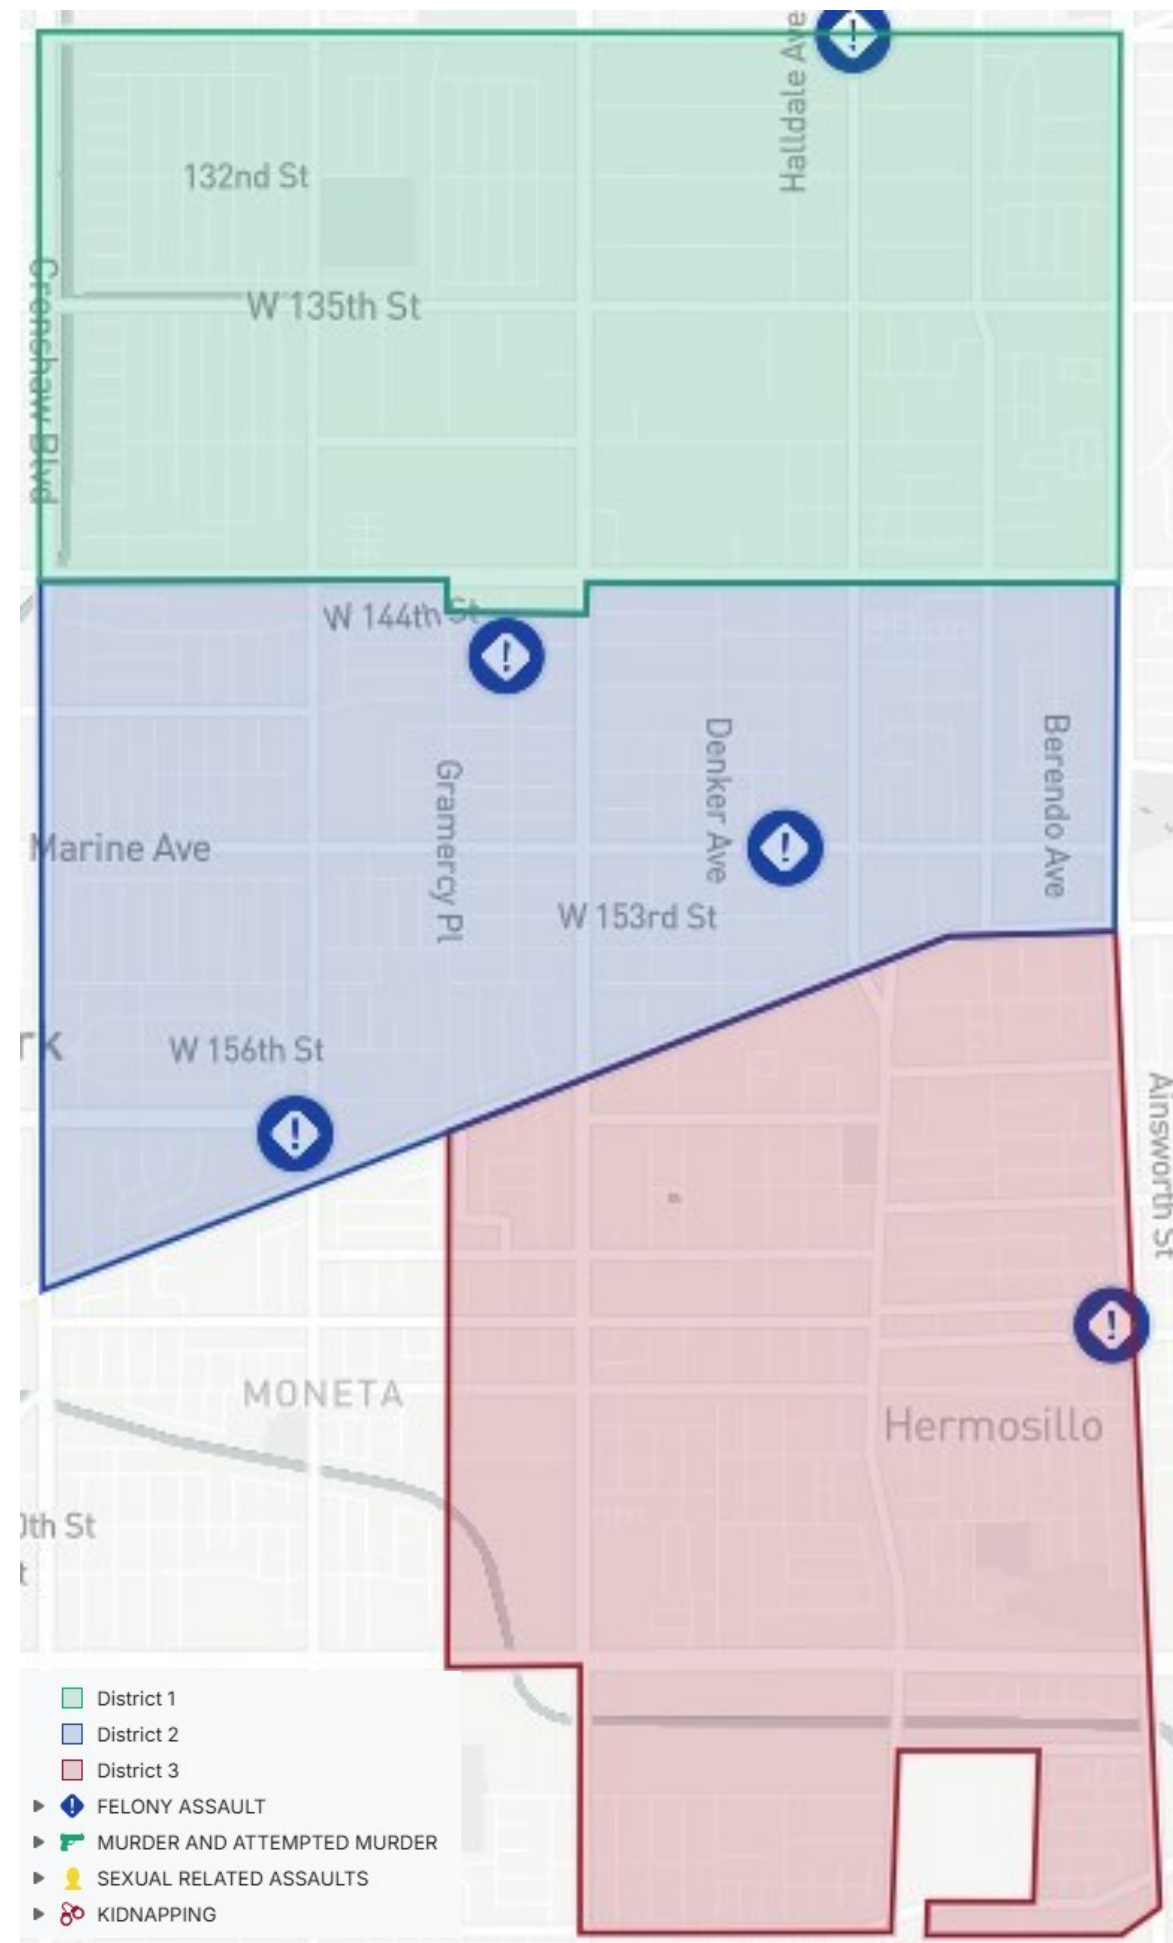 Halldale Ave
132nd St
Crenshaw Blvd
W 135th St
W 144th St
Gramercy Pl
Denker Ave
Berendo Ave
Marine Ave
W 153rd St
W 156th St
Ainsworth St
MONETA
Hermosillo
0th St
District 1
District 2
District 3
FELONY ASSAULT
MURDER AND ATTEMPTED MURDER
SEXUAL RELATED ASSAULTS
KIDNAPPING